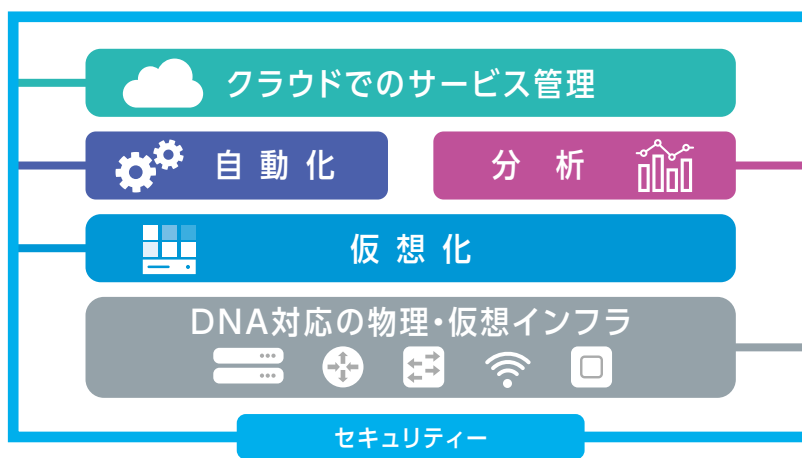 クラウドでのサービス管理
自動化
分析
仮想化
DNA対応の物理・仮想インフラ
セキュリティー